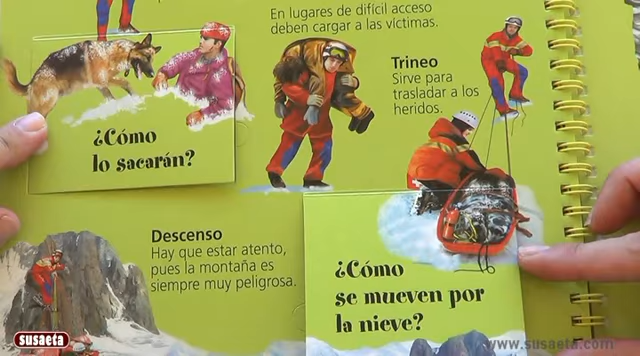 En lugares de difícil acceso
deben cargar a las víctimas.
Trineo
Sirve para
trasladar a los
heridos.
¿Cómo
lo sacarán?
Descenso
Hay que estar atento,
pues la montaña es
siempre muy peligrosa.
¿Cómo
se mueven por
la nieve?
susaeta
www.susaeta.com